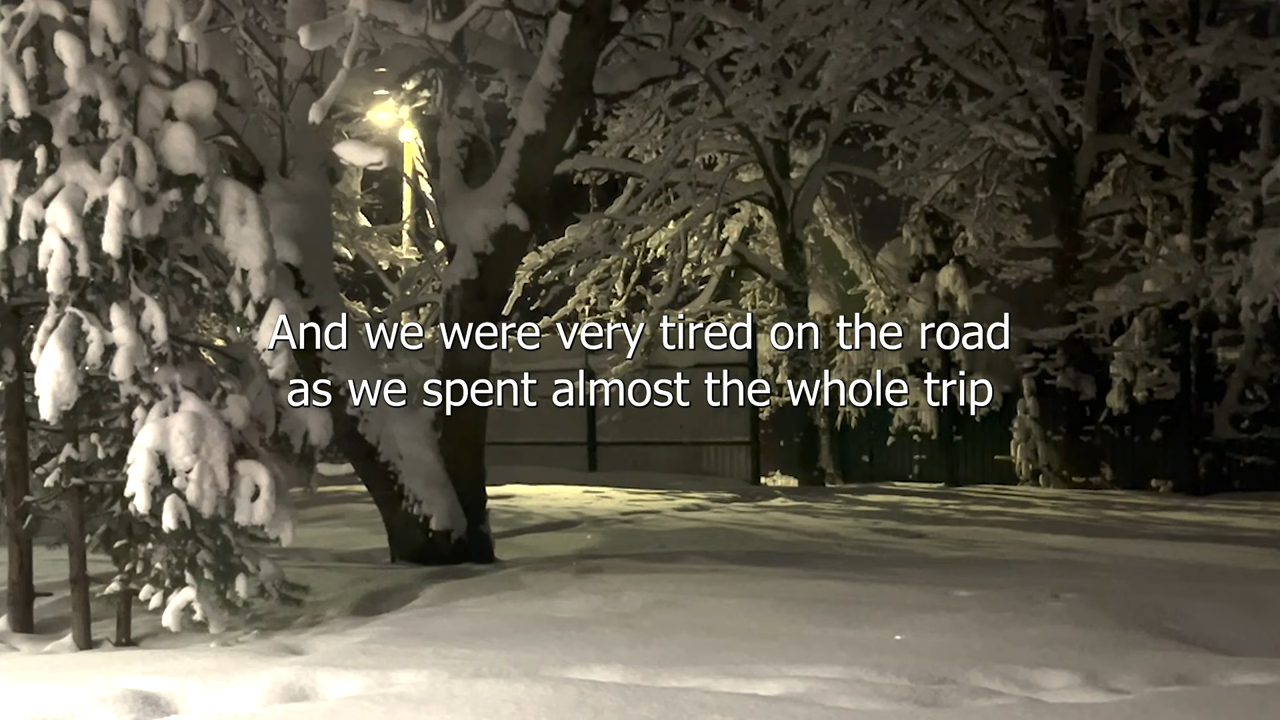 And we were very tired on the road
as we spent almost the whole trip